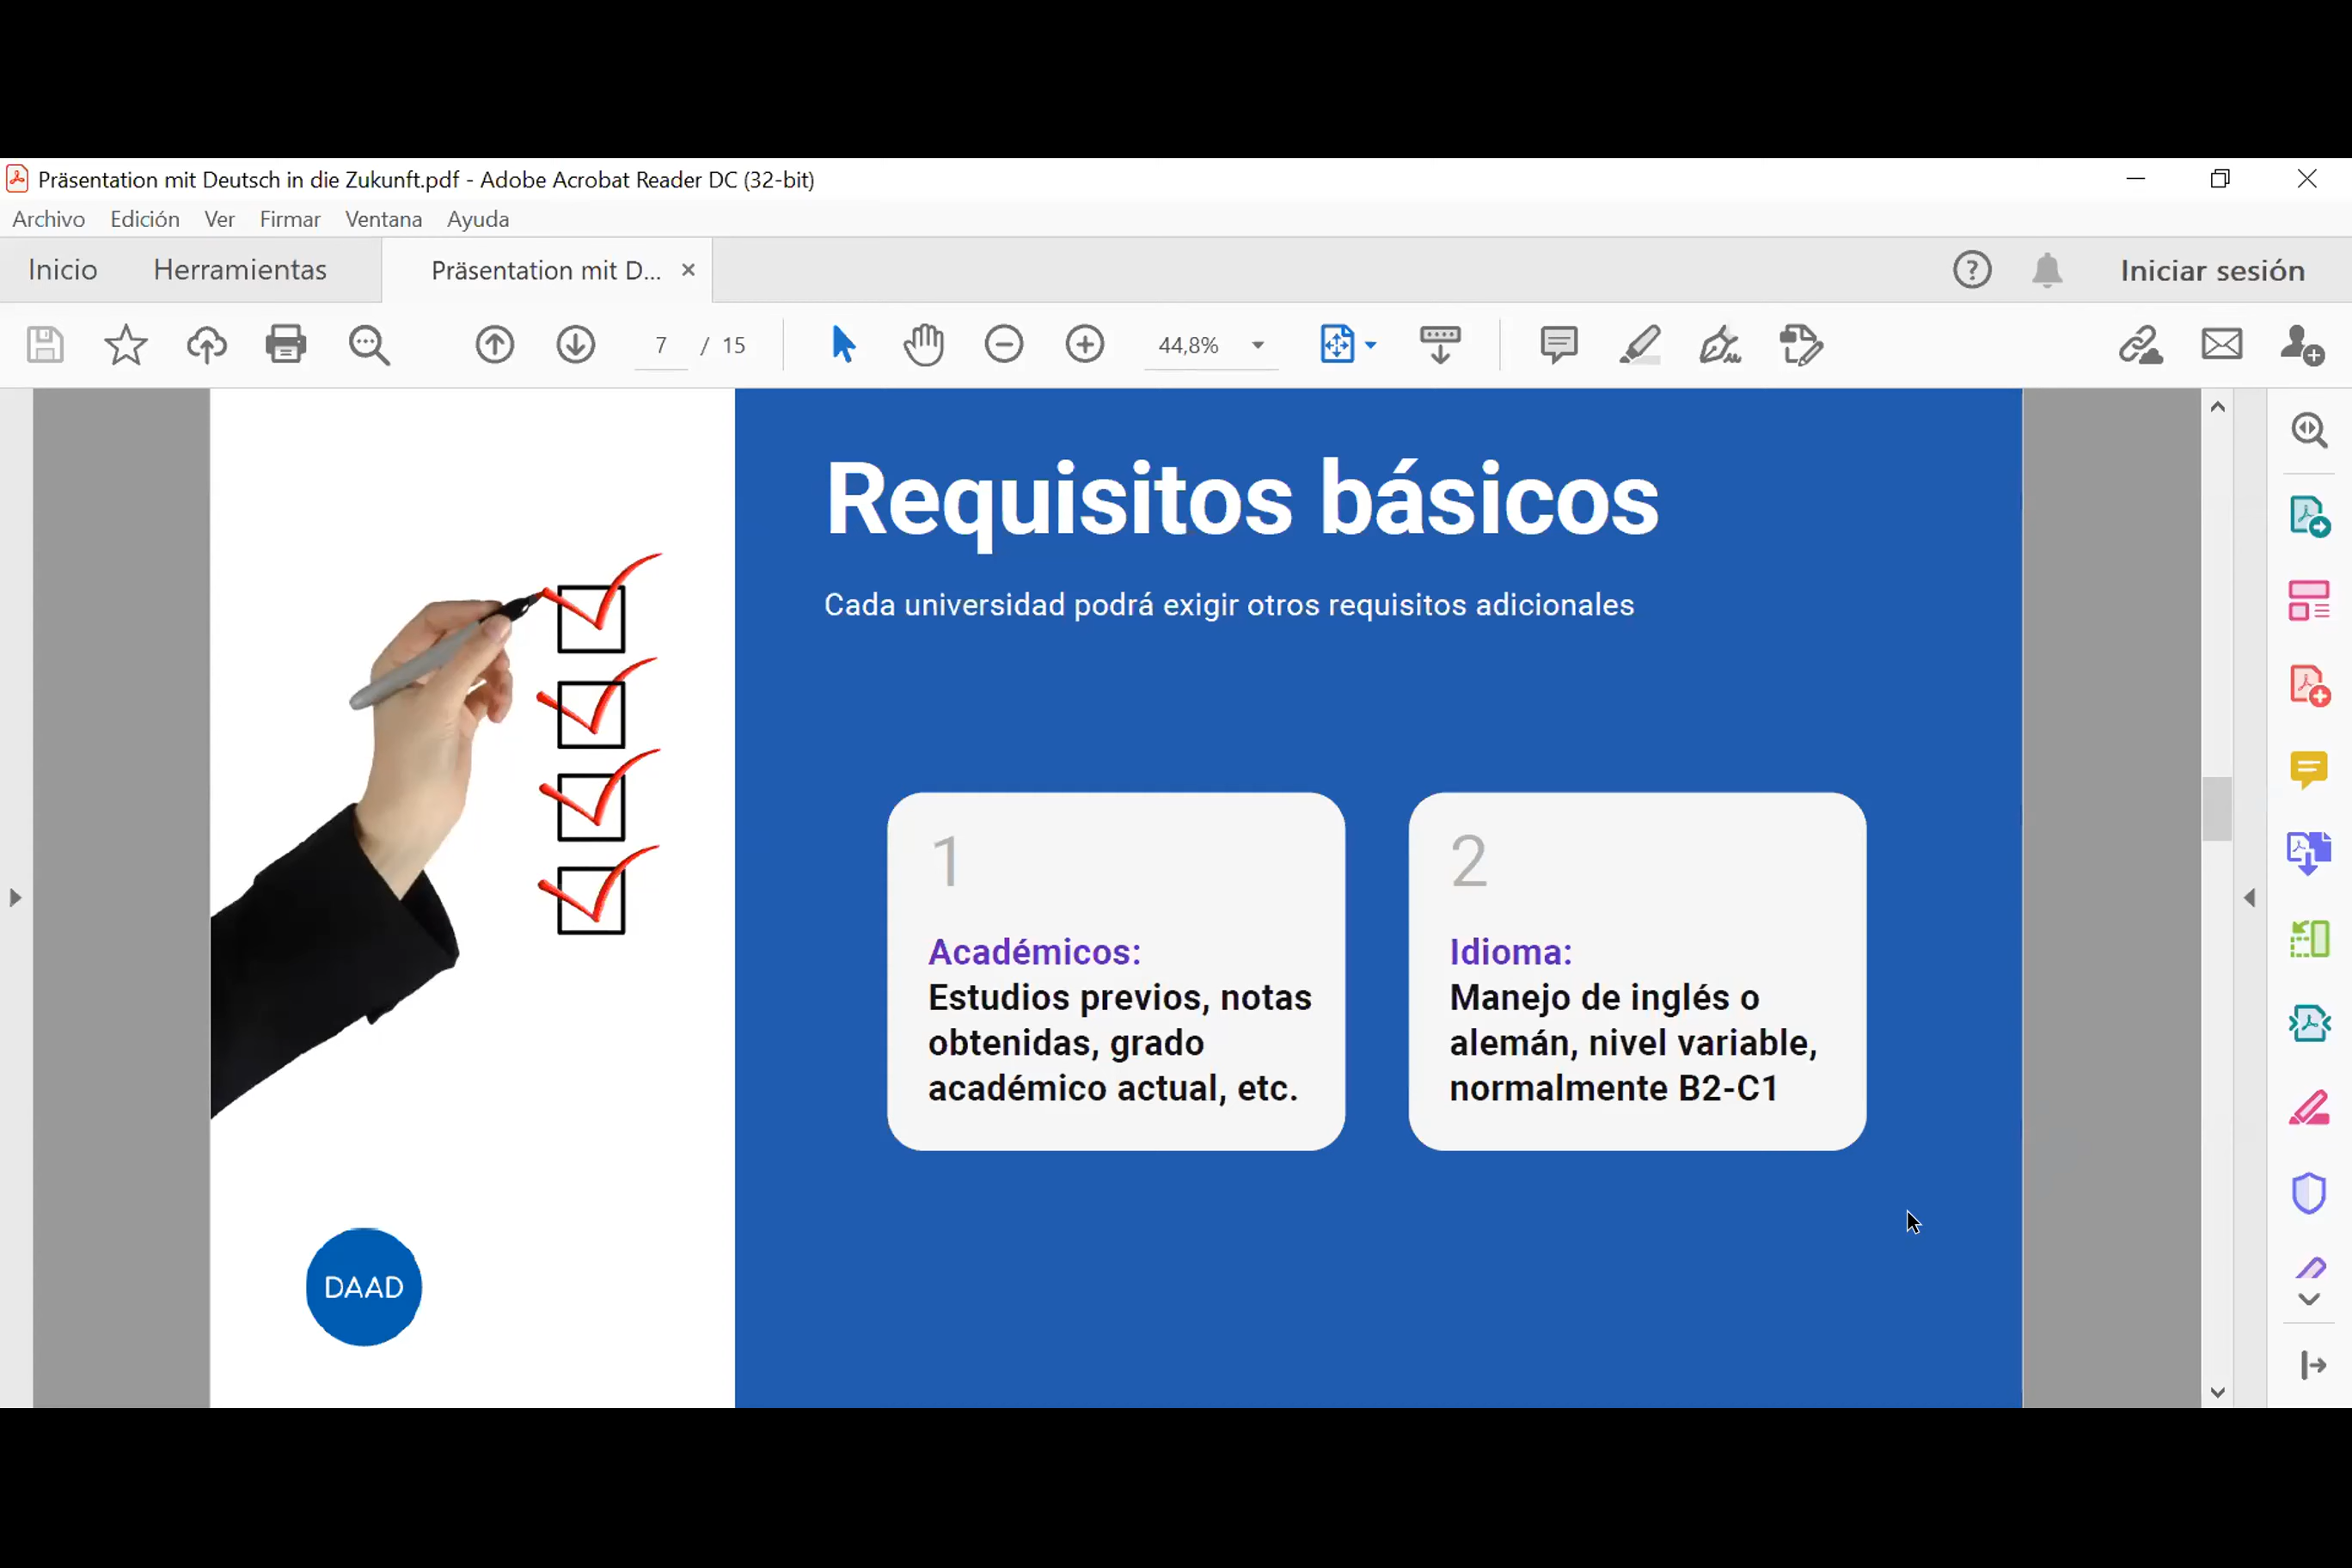 Präsentation mit Deutsch in die Zukunft.pdf - Adobe Acrobat Reader DC (32-bit)
Archivo Edición Ver Firmar Ventana Ayuda
Inicio Herramientas Präsentation mit D... Iniciar sesión
7 / 15 44,8%
Requisitos básicos
Cada universidad podrá exigir otros requisitos adicionales
1
Académicos:
Estudios previos, notas
obtenidas, grado
académico actual, etc.
2
Idioma:
Manejo de inglés o
alemán, nivel variable,
normalmente B2-C1
DAAD